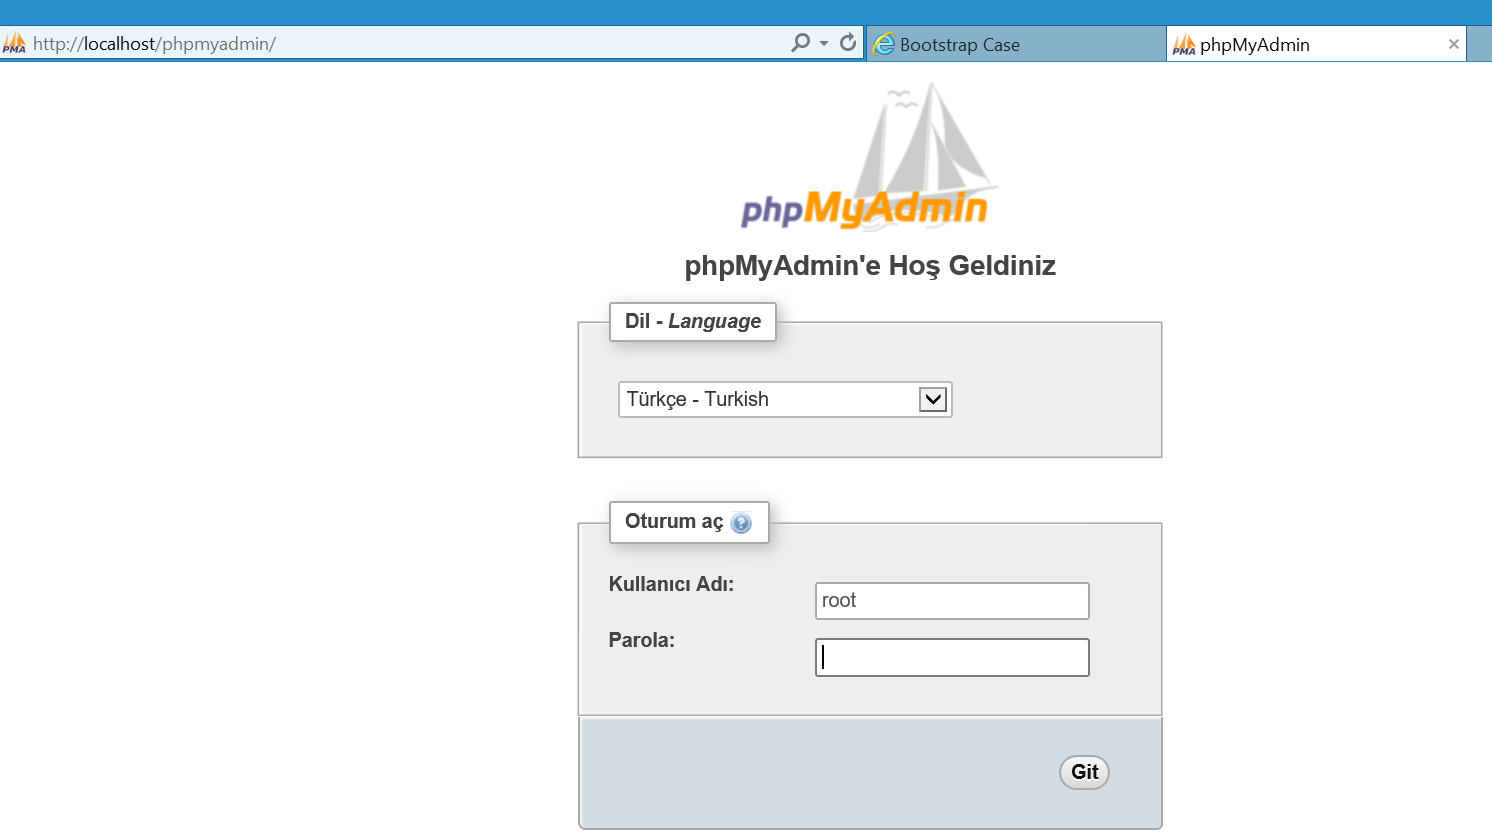 PMA http://localhost/phpmyadmin/ Bootstrap Case PMA phpMyAdmin
phpMyAdmin
phpMyAdmin'e Hoş Geldiniz
Dil - Language
Türkçe - Turkish
Oturum aç
Kullanıcı Adı: root
Parola:
Git